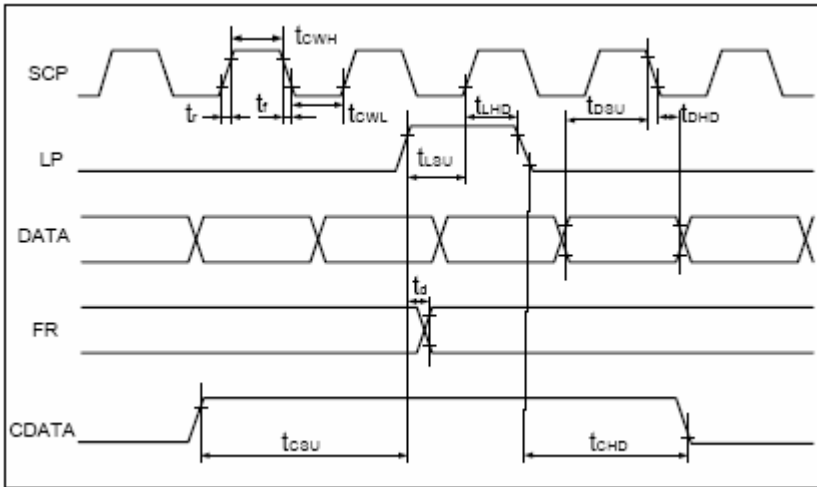 tCWH
SCP
tr
tf
tCWL
tLHD
tDSU
tDHD
LP
tLSU
DATA
td
FR
CDATA
tCSU
tCHD